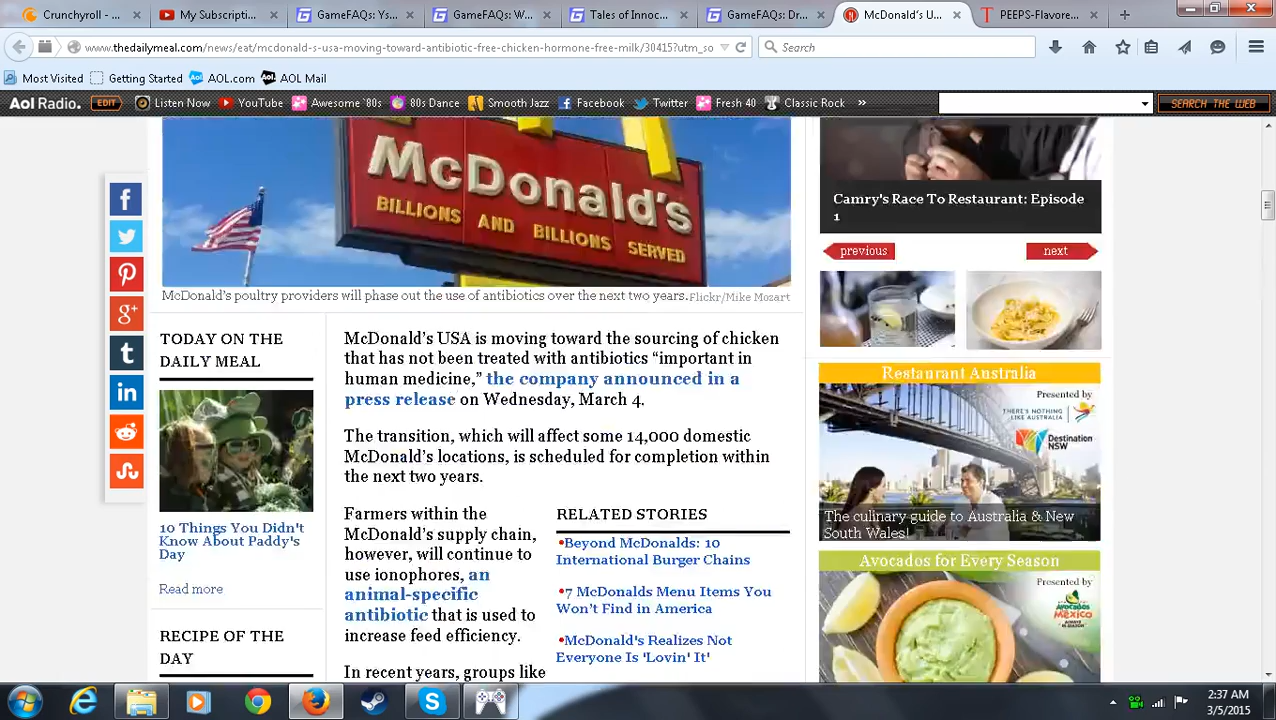 Crunchyroll -
My Subscripti...
GameFAQs: Ys...
GameFAQs: W...
Tales of Innoc...
GameFAQs: Dr...
McDonald's U...
PEEPS-Flavore...
www.thedailymeal.com/news/eat/mcdonald-s-usa-moving-toward-antibiotic-free-chicken-hormone-free-milk/30415?utm_so
Search
Most Visited
Getting Started
AOL.com
AOL Mail
Aol Radio.
EDIT
Listen Now
YouTube
Awesome '80s
80s Dance
Smooth Jazz
Facebook
Twitter
Fresh 40
Classic Rock
»
SEARCH THE WEB
McDonald's
BILLIONS AND BILLIONS SERVED
McDonald's poultry providers will phase out the use of antibiotics over the next two years.
Flickr/Mike Mozart
TODAY ON THE
DAILY MEAL
10 Things You Didn't
Know About Paddy's
Day
Read more
RECIPE OF THE
DAY
McDonald's USA is moving toward the sourcing of chicken
that has not been treated with antibiotics "important in
human medicine," the company announced in a
press release on Wednesday, March 4.
The transition, which will affect some 14,000 domestic
McDonald's locations, is scheduled for completion within
the next two years.
Farmers within the
McDonald's supply chain,
however, will continue to
use ionophores, an
animal-specific
antibiotic that is used to
increase feed efficiency.
In recent years, groups like
RELATED STORIES
•Beyond McDonalds: 10
International Burger Chains
•7 McDonalds Menu Items You
Won't Find in America
•McDonald's Realizes Not
Everyone Is 'Lovin' It'
Camry's Race To Restaurant: Episode
1
previous
next
Restaurant Australia
Presented by
THERE'S NOTHING
LIKE AUSTRALIA
Destination
NSW
The culinary guide to Australia & New
South Wales!
Avocados for Every Season
Presented by
AVOCADOS
MEXICO
2:37 AM
3/5/2015